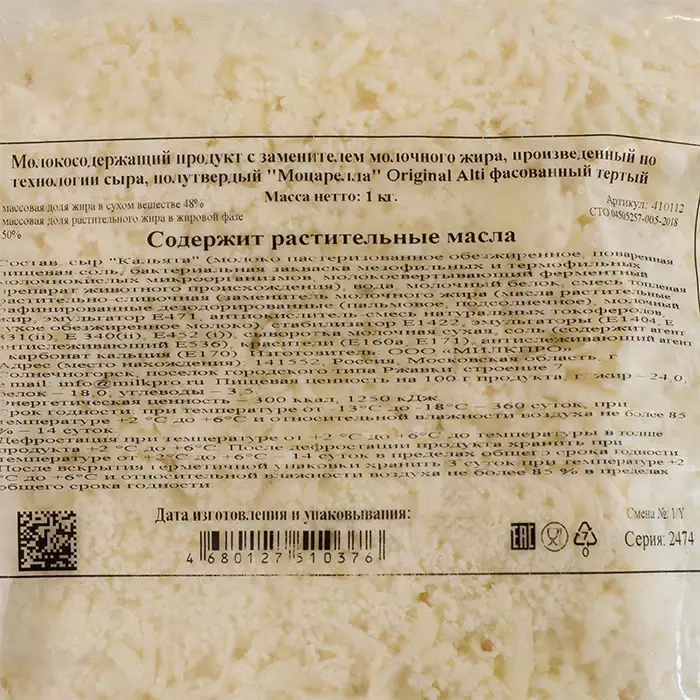 Молокосодержащий продукт с заменителем молочного жира, произведенный по
технологии сыра, полутвердый "Моцарелла" Original Alti фасованный тертый
Масса нетто: 1 кг.
массовая доля жира в сухом веществе 48%
массовая доля растительного жира в жировой фазе
50%
Артикул: 410112
СТО 04505257-005-2018
Содержит растительные масла
Состав: сыр "Кальята" (молоко пастеризованное обезжиренное, поваренная
пищевая соль, бактериальная закваска мезофильных и термофильных
молочнокислых микроорганизмов, молокосвертывающий ферментный
препарат животного происхождения), вода, молочный белок, смесь топленая
растительно-сливочная (заменитель молочного жира (масла растительные
рафинированные дезодорированные (пальмовое, подсолнечное), молочный
жир, эмульгатор E471, антиокислитель-смесь натуральных токоферолов,
сухое обезжиренное молоко), стабилизатор E1422, эмульгаторы (E1404, E
331(ii), E 340(ii), E 452(i)), сыворотка молочная сухая, соль (содержит агент
антислеживающий E536), красители (E160a, E171), антислеживающий агент
карбонат кальция (E170). Изготовитель: ООО «МИЛКПРО».
Адрес (место нахождения): 141552, Россия, Московская область, г
Солнечногорск, поселок городского типа Ржавки, строение 7
e mail: info@milkpro.ru Пищевая ценность на 100 г продукта, г: жир – 24,0,
белок – 18,0, углеводы – 3,5.
Энергетическая ценность – 300 ккал, 1250 кДж.
Срок годности: при температуре от -13°С до -18°С – 360 суток, при
температуре +2 °С до +6°С и относительной влажности воздуха не более 85
% – 14 суток
Дефростация при температуре от +2 °С до +6°С до температуры в толще
продукта +2 °С до +6°С. После дефростации продукта хранить при
температуре от +2°С до +6°С – 14 суток в пределах общего срока годности.
После вскрытия герметичной упаковки хранить 3 суток при температуре +2
°С до +6°С и относительной влажности воздуха не более 85 % в пределах
общего срока годности
Дата изготовления и упаковывания:
4 680127 510376
EAC
7
Смена №: 1/Y
Серия: 2474